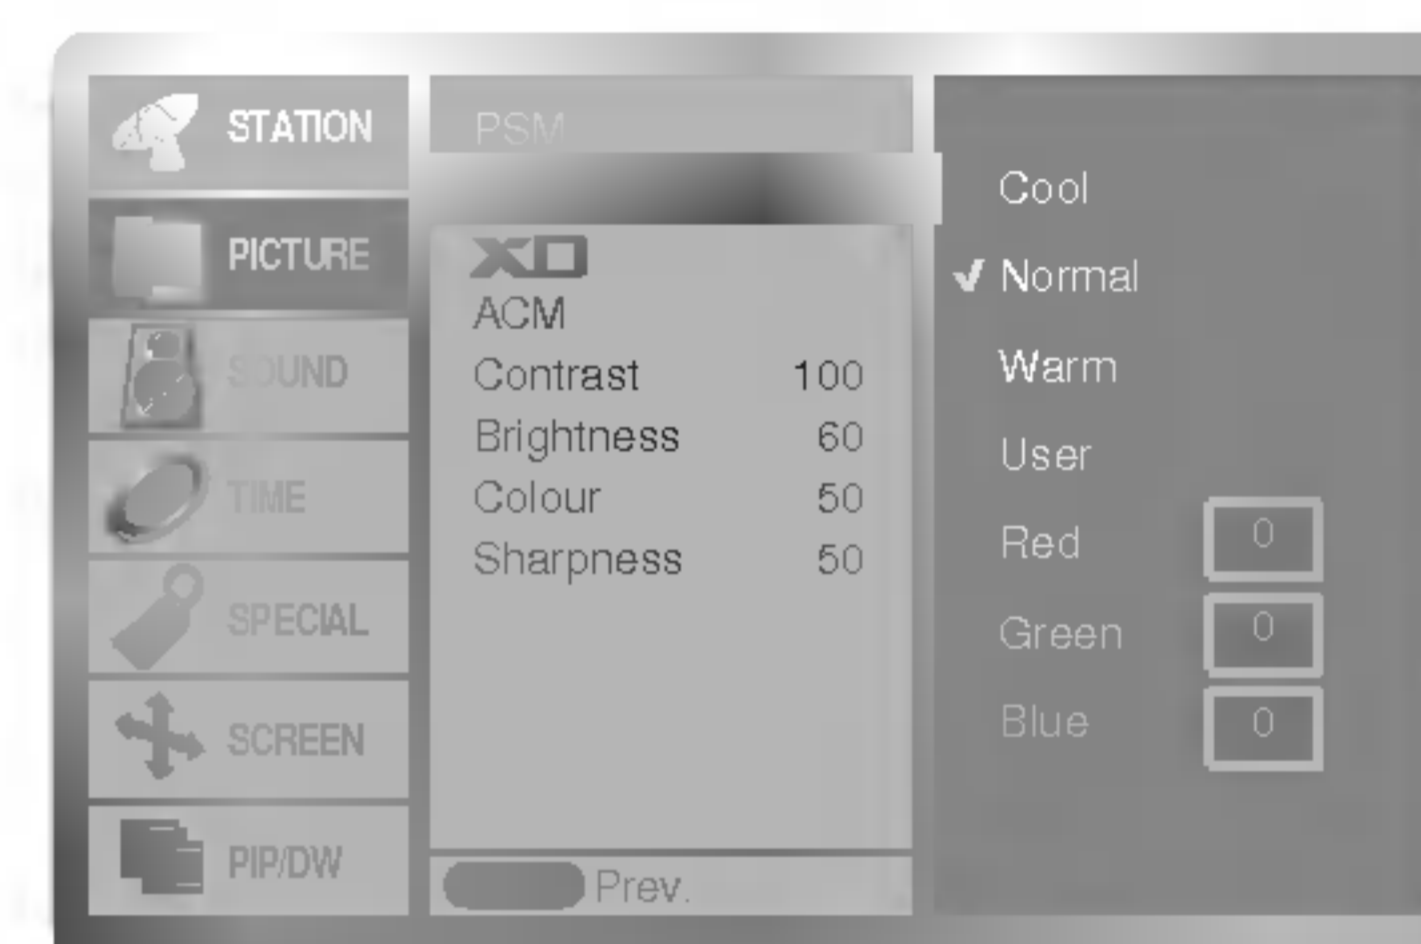 STATION
PICTURE
SOUND
TIME
SPECIAL
SCREEN
PIP/DW
PSM
XD
ACM
Contrast 100
Brightness 60
Colour 50
Sharpness 50
Prev.
Cool
✔ Normal
Warm
User
Red 0
Green 0
Blue 0